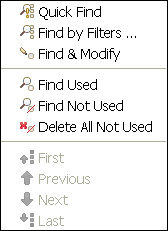 Quick Find
Find by Filters ...
Find & Modify
Find Used
Find Not Used
Delete All Not Used
First
Previous
Next
Last